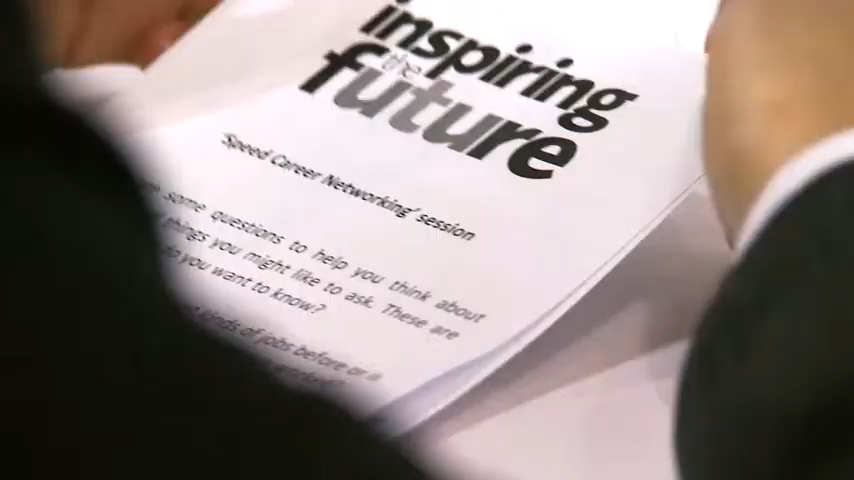 inspiring
the
future
'Speed Career Networking' session
some questions to help you think about
things you might like to ask. These are
do you want to know?
kinds of jobs before or a